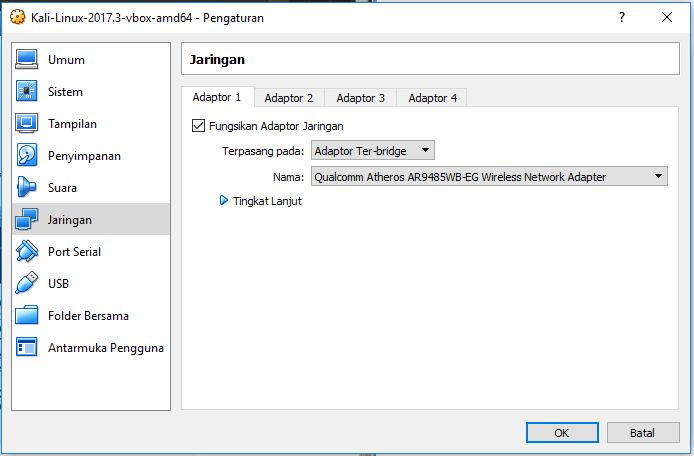 Kali-Linux-2017.3-vbox-amd64 - Pengaturan
Umum
Sistem
Tampilan
Penyimpanan
Suara
Jaringan
Port Serial
USB
Folder Bersama
Antarmuka Pengguna
Jaringan
Adaptor 1 Adaptor 2 Adaptor 3 Adaptor 4
Fungsikan Adaptor Jaringan
Terpasang pada: Adaptor Ter-bridge
Nama: Qualcomm Atheros AR9485WB-EG Wireless Network Adapter
Tingkat Lanjut
OK Batal